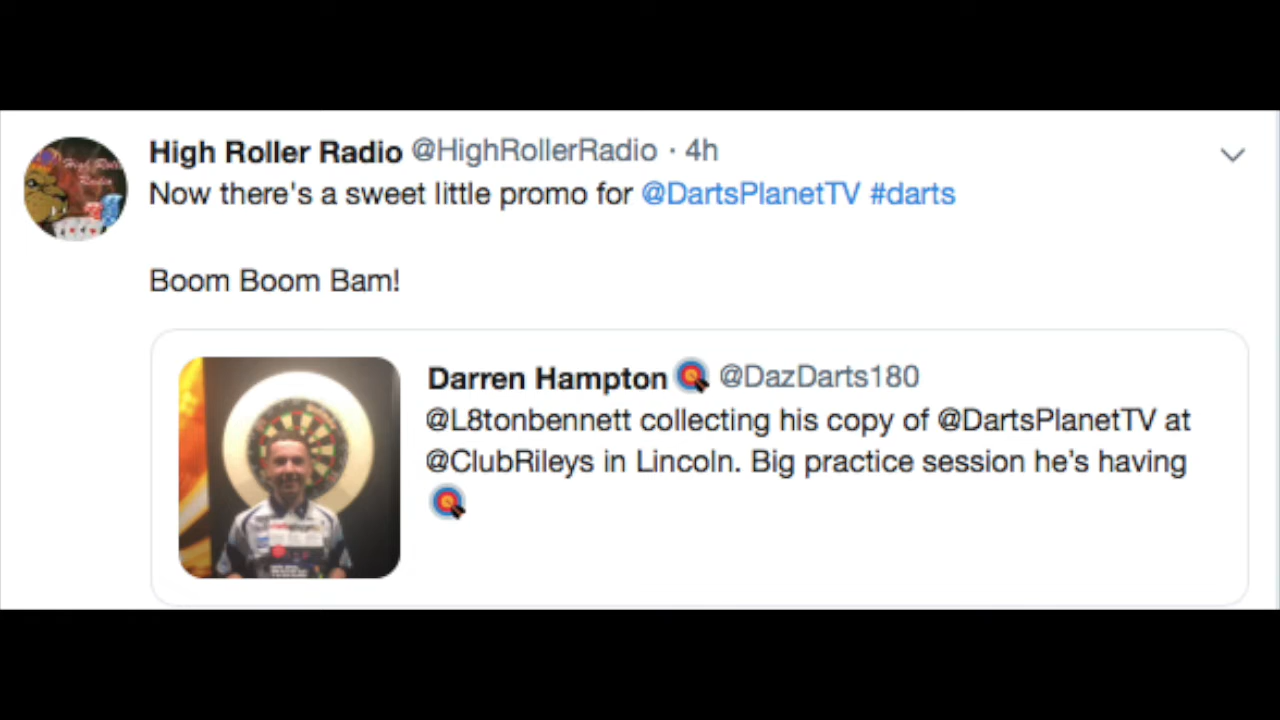 High Roller Radio @HighRollerRadio · 4h
Now there's a sweet little promo for @DartsPlanetTV #darts
Boom Boom Bam!
Darren Hampton 🎯 @DazDarts180
@L8tonbennett collecting his copy of @DartsPlanetTV at
@ClubRileys in Lincoln. Big practice session he's having
🎯